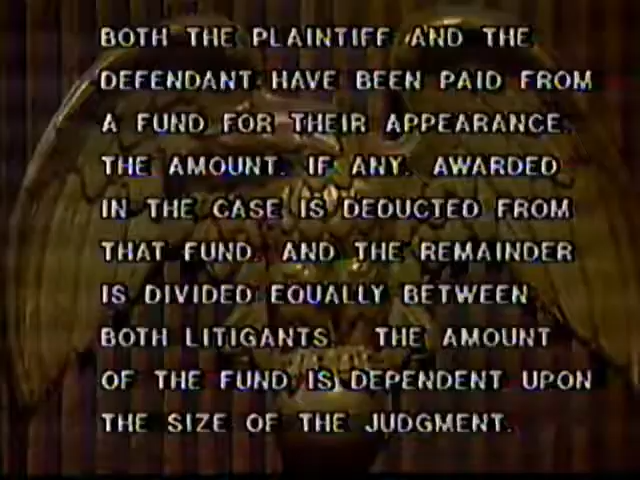 BOTH THE PLAINTIFF AND THE
DEFENDANT HAVE BEEN PAID FROM
A FUND FOR THEIR APPEARANCE.
THE AMOUNT, IF ANY, AWARDED
IN THE CASE IS DEDUCTED FROM
THAT FUND, AND THE REMAINDER
IS DIVIDED EQUALLY BETWEEN
BOTH LITIGANTS. THE AMOUNT
OF THE FUND IS DEPENDENT UPON
THE SIZE OF THE JUDGMENT.